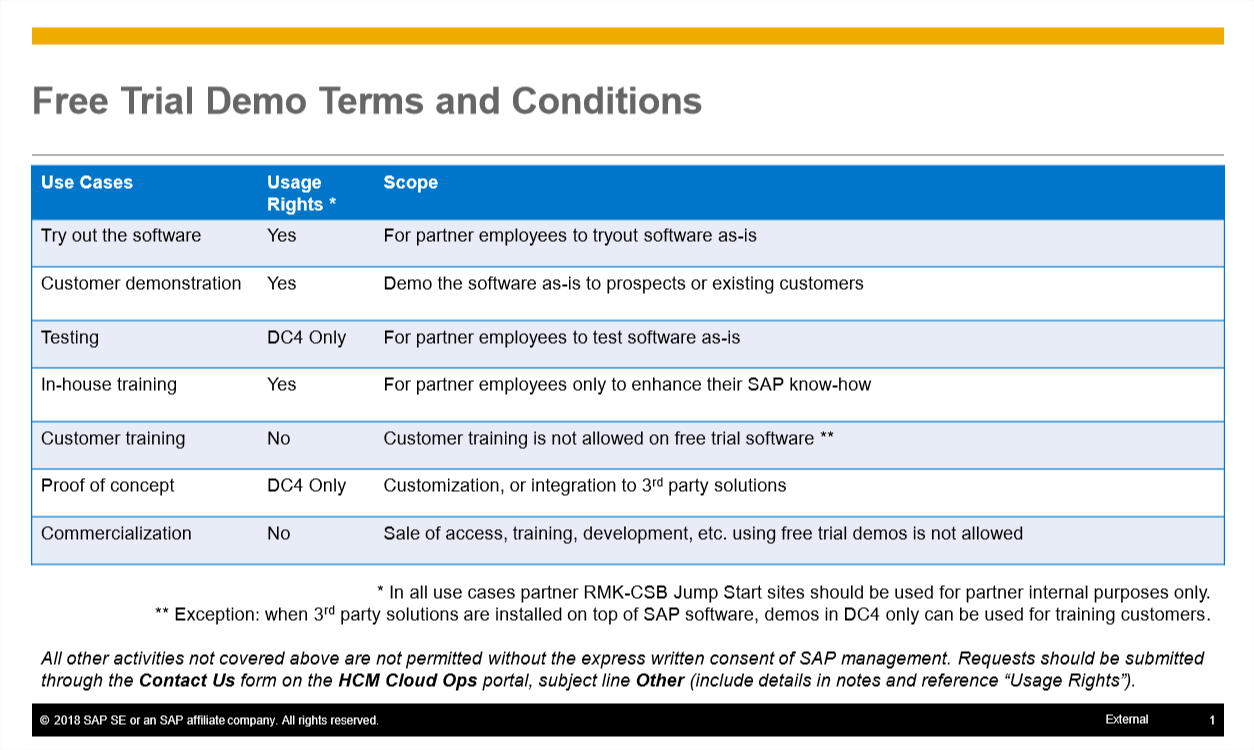 Free Trial Demo Terms and Conditions
Use Cases Usage Rights * Scope
Try out the software Yes For partner employees to tryout software as-is
Customer demonstration Yes Demo the software as-is to prospects or existing customers
Testing DC4 Only For partner employees to test software as-is
In-house training Yes For partner employees only to enhance their SAP know-how
Customer training No Customer training is not allowed on free trial software **
Proof of concept DC4 Only Customization, or integration to 3rd party solutions
Commercialization No Sale of access, training, development, etc. using free trial demos is not allowed
* In all use cases partner RMK-CSB Jump Start sites should be used for partner internal purposes only.
** Exception: when 3rd party solutions are installed on top of SAP software, demos in DC4 only can be used for training customers.
All other activities not covered above are not permitted without the express written consent of SAP management. Requests should be submitted
through the Contact Us form on the HCM Cloud Ops portal, subject line Other (include details in notes and reference “Usage Rights”).
© 2018 SAP SE or an SAP affiliate company. All rights reserved. External 1